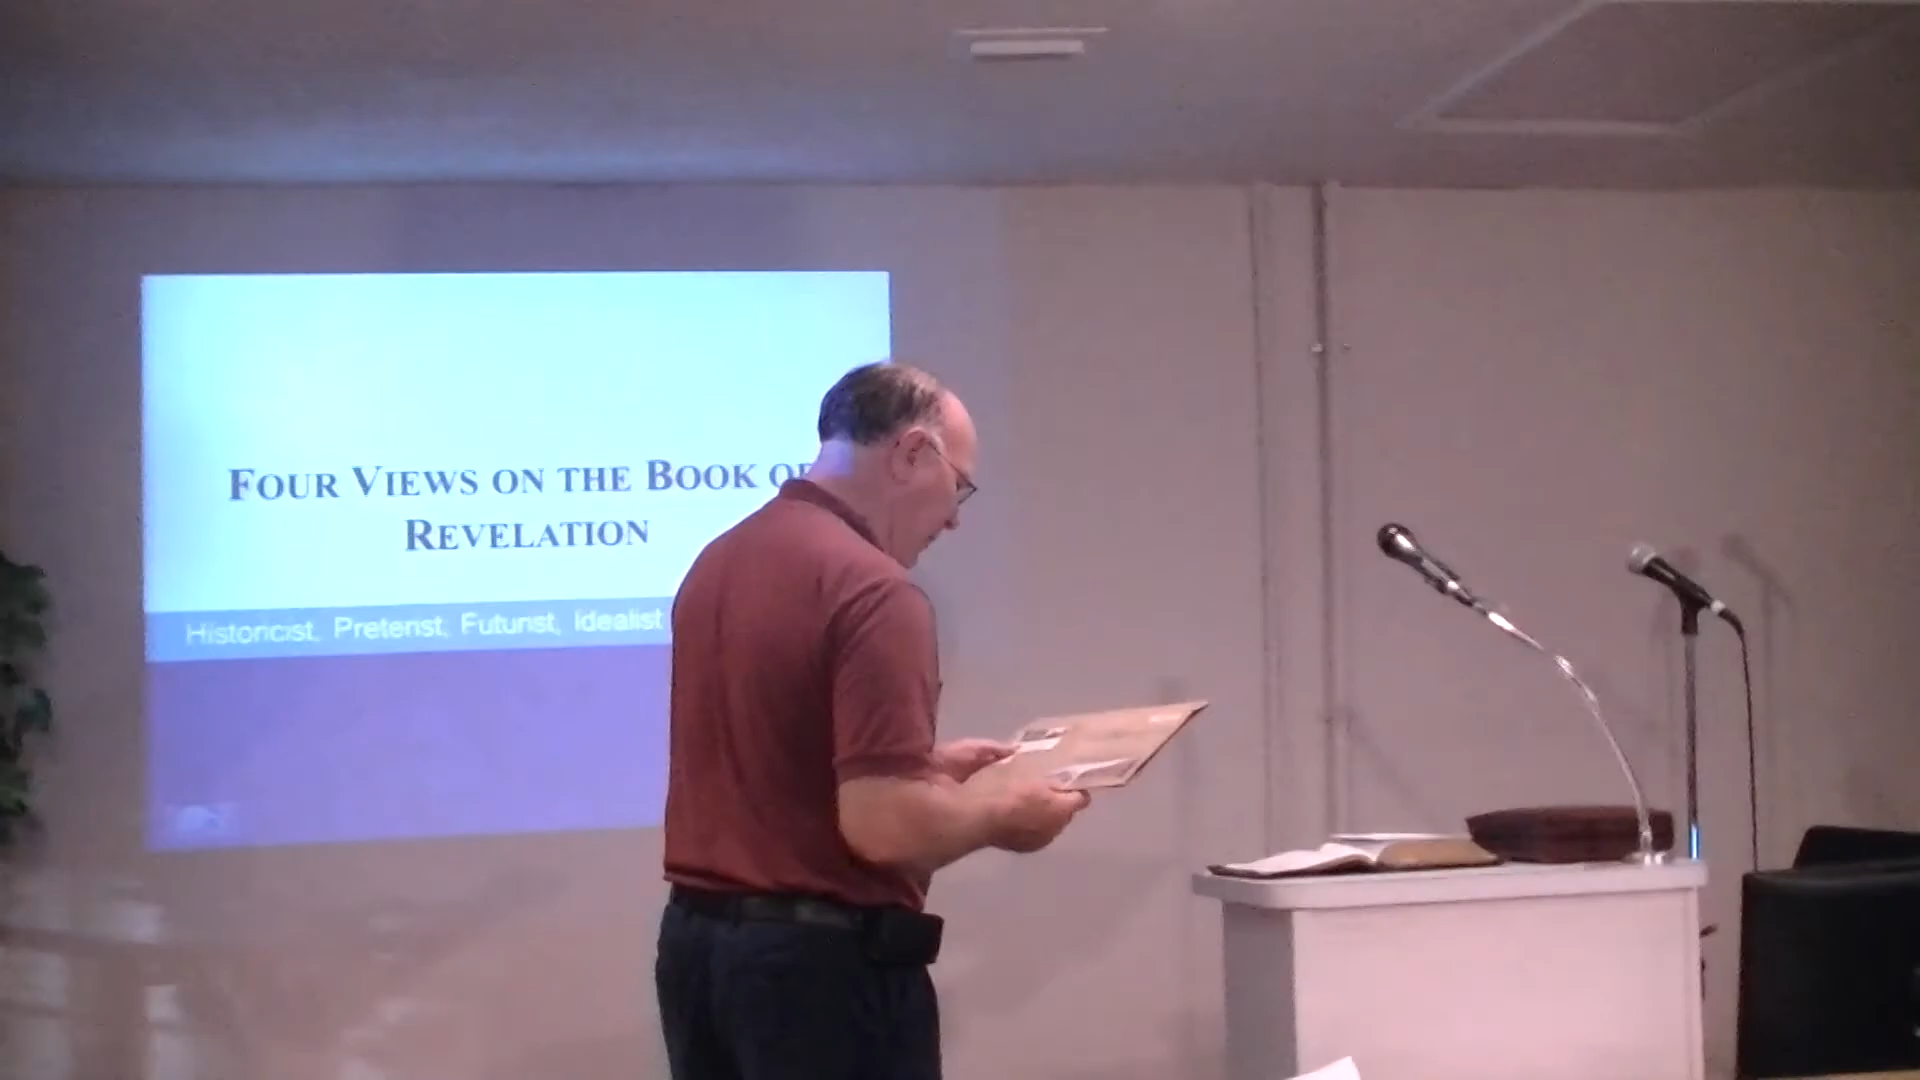 FOUR VIEWS ON THE BOOK OF
REVELATION
Historicist, Preterist, Futurist, Idealist